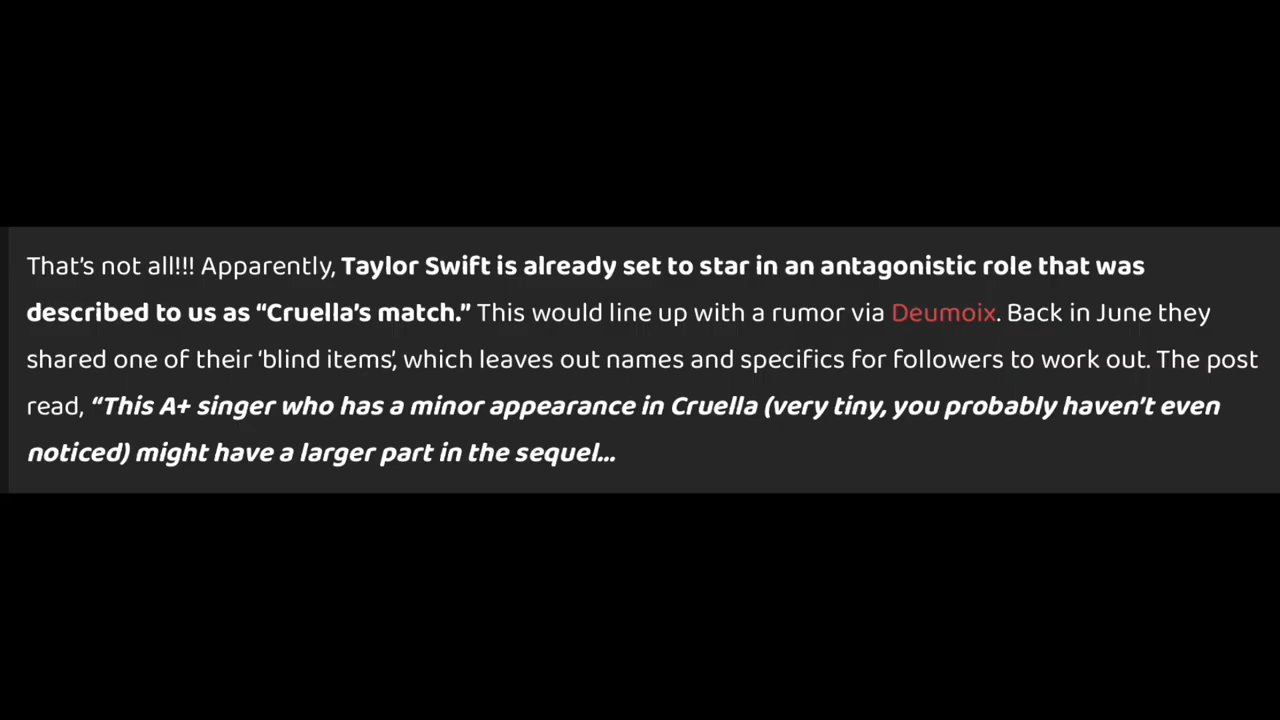 That’s not all!!! Apparently, Taylor Swift is already set to star in an antagonistic role that was
described to us as “Cruella’s match.” This would line up with a rumor via Deumoix. Back in June they
shared one of their ‘blind items’, which leaves out names and specifics for followers to work out. The post
read, “This A+ singer who has a minor appearance in Cruella (very tiny, you probably haven’t even
noticed) might have a larger part in the sequel…